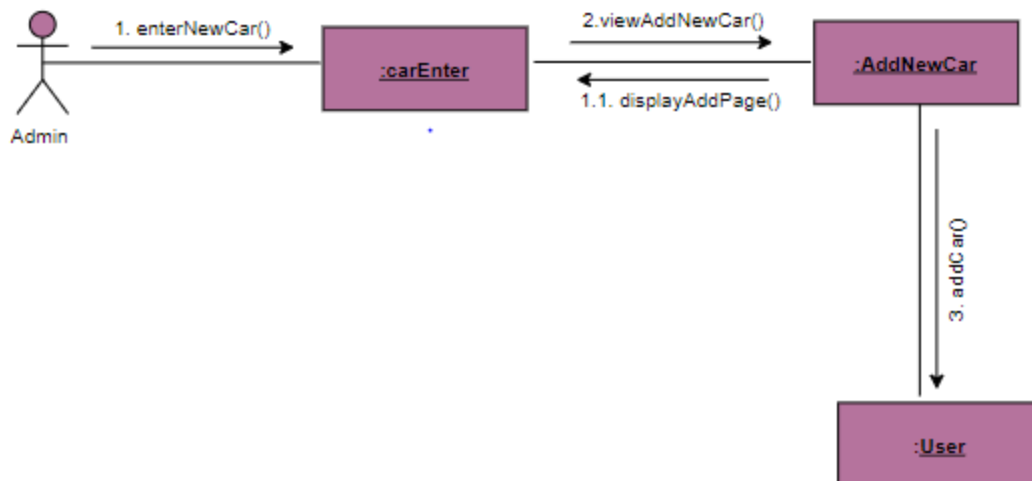 1. enterNewCar()
2.viewAddNewCar()
:carEnter
:AddNewCar
1.1. displayAddPage()
Admin
3. addCar()
:User